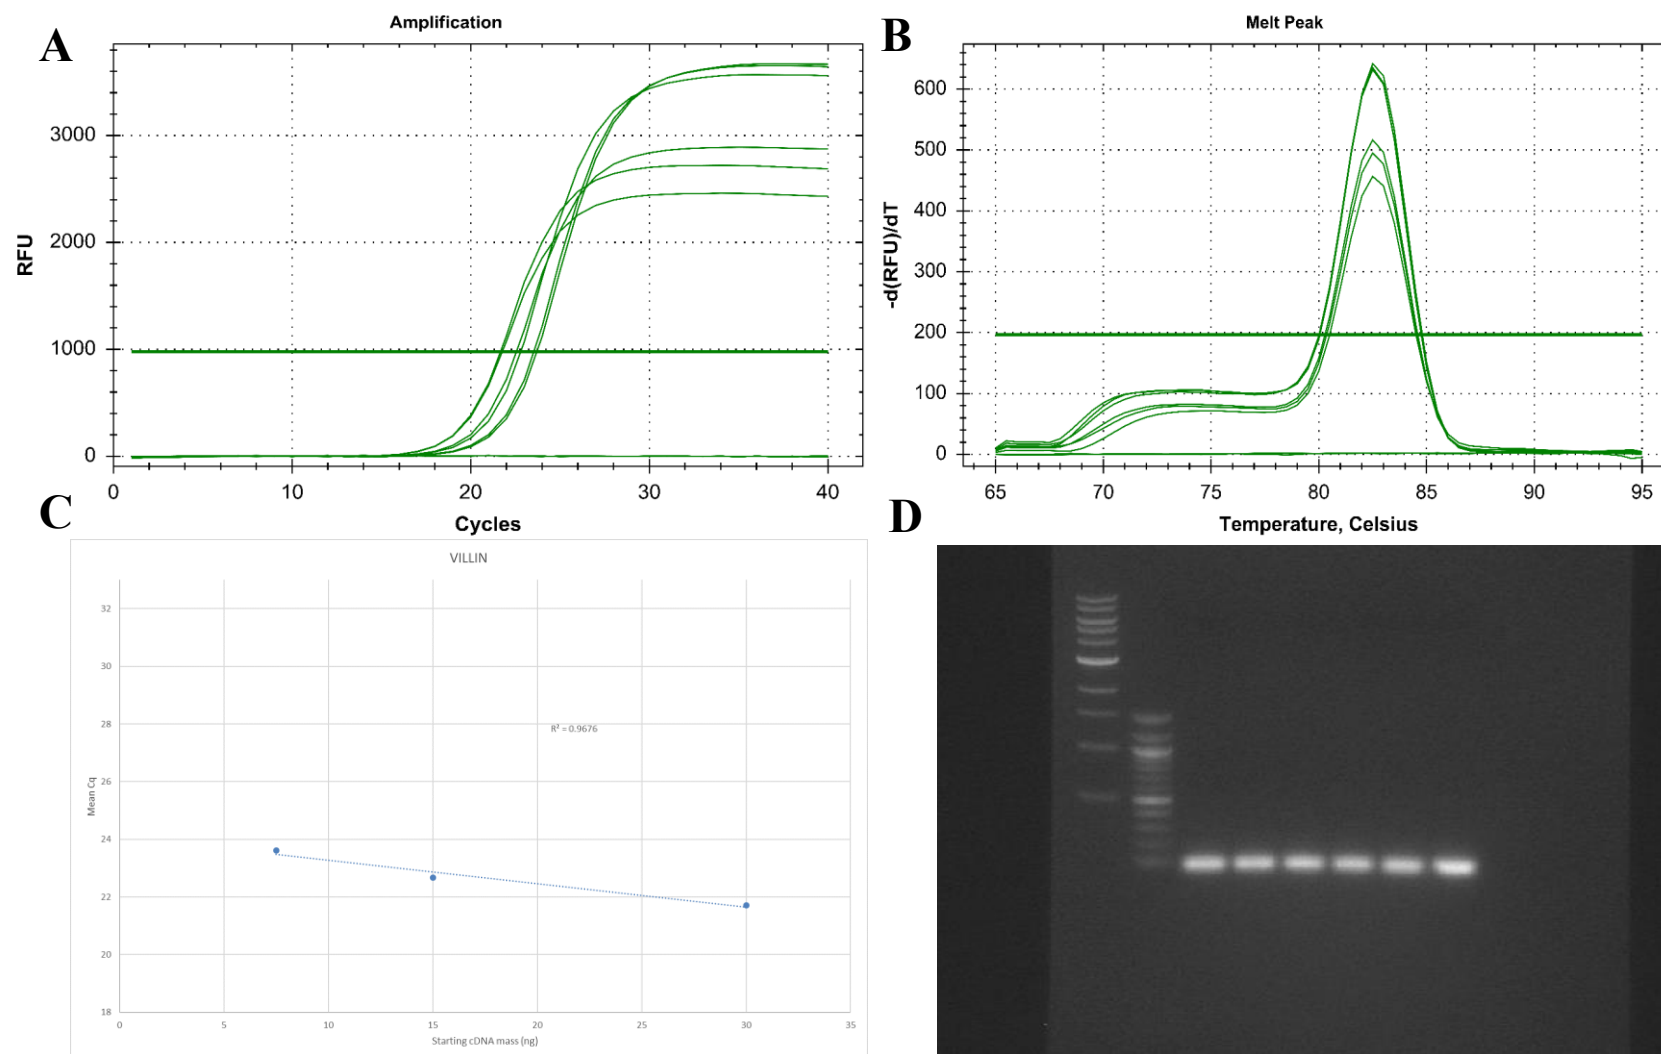 A
Amplification
RFU
3000
2000
1000
0
0 10 20 30 40
Cycles
B
Melt Peak
-d(RFU)/dT
600
500
400
300
200
100
0
65 70 75 80 85 90 95
Temperature, Celsius
C
VILLIN
Mean Cq
32
30
28
26
24
22
20
18
R² = 0.9676
0 5 10 15 20 25 30 35
Starting cDNA mass (ng)
D